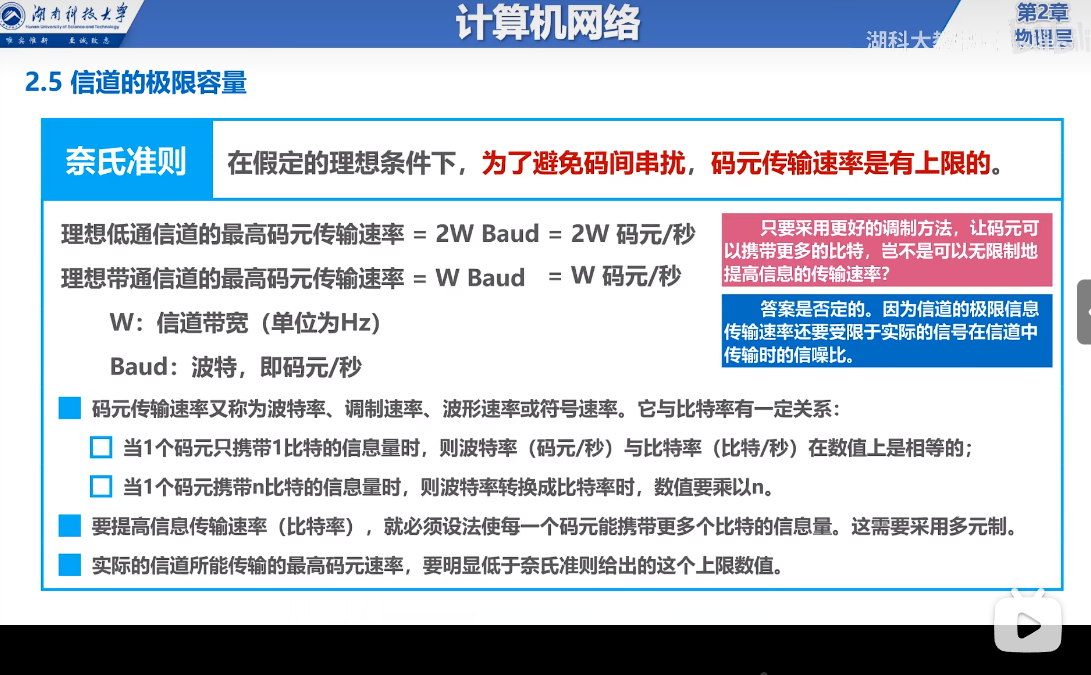 湖南科技大学
Hunan University of Science and Technology
唯实惟新 至诚致志
计算机网络
第2章
物理层
湖科大教
2.5 信道的极限容量
奈氏准则
在假定的理想条件下，为了避免码间串扰，码元传输速率是有上限的。
理想低通信道的最高码元传输速率 = 2W Baud = 2W 码元/秒
理想带通信道的最高码元传输速率 = W Baud = W 码元/秒
W：信道带宽（单位为Hz）
Baud：波特，即码元/秒
只要采用更好的调制方法，让码元可
以携带更多的比特，岂不是可以无限制地
提高信息的传输速率？
答案是否定的。因为信道的极限信息
传输速率还要受限于实际的信号在信道中
传输时的信噪比。
码元传输速率又称为波特率、调制速率、波形速率或符号速率。它与比特率有一定关系：
当1个码元只携带1比特的信息量时，则波特率（码元/秒）与比特率（比特/秒）在数值上是相等的；
当1个码元携带n比特的信息量时，则波特率转换成比特率时，数值要乘以n。
要提高信息传输速率（比特率），就必须设法使每一个码元能携带更多个比特的信息量。这需要采用多元制。
实际的信道所能传输的最高码元速率，要明显低于奈氏准则给出的这个上限数值。